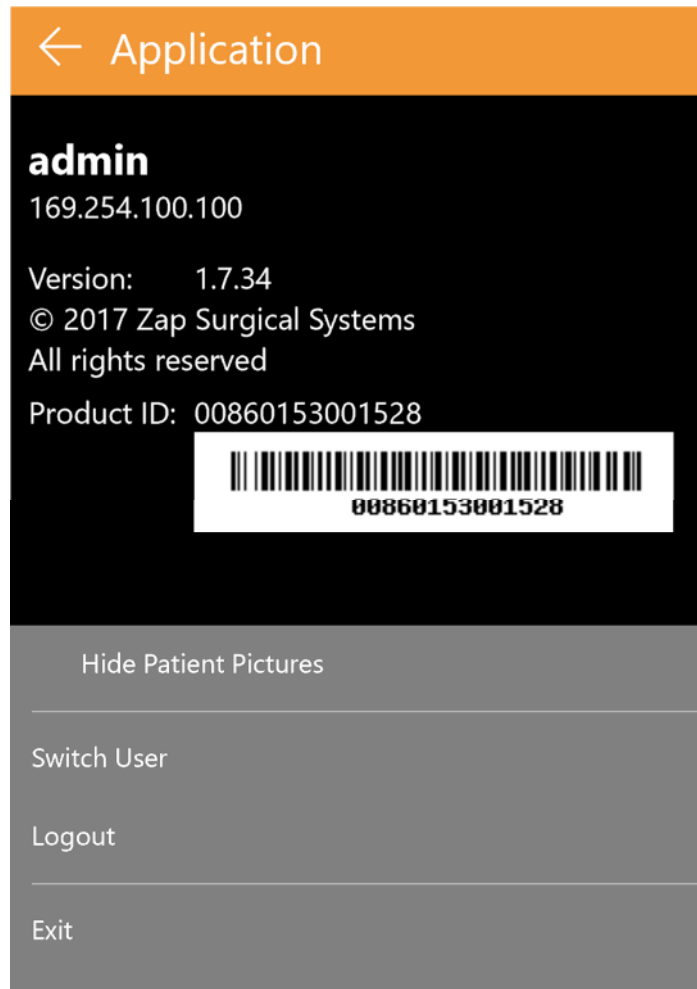 Application
admin
169.254.100.100
Version: 1.7.34
© 2017 Zap Surgical Systems
All rights reserved
Product ID: 00860153001528
00860153001528
Hide Patient Pictures
Switch User
Logout
Exit